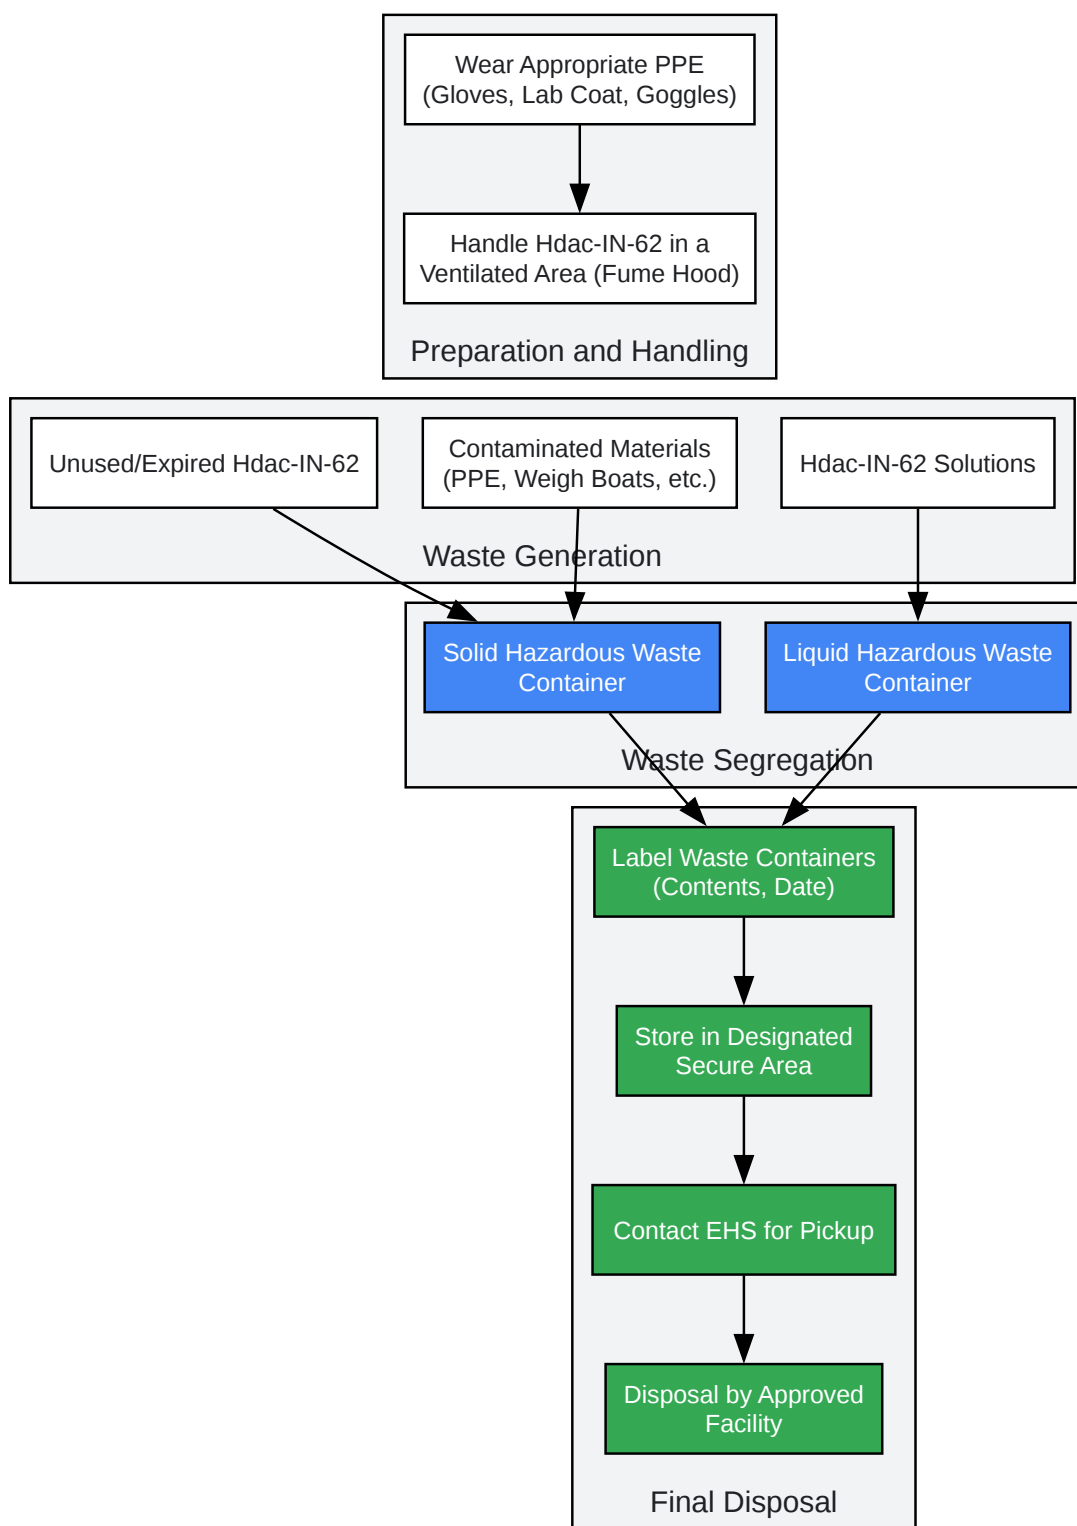 Wear Appropriate PPE
(Gloves, Lab Coat, Goggles)
Handle Hdac-IN-62 in a
Ventilated Area (Fume Hood)
Preparation and Handling
Unused/Expired Hdac-IN-62
Contaminated Materials
(PPE, Weigh Boats, etc.)
Hdac-IN-62 Solutions
Waste Generation
Solid Hazardous Waste
Container
Liquid Hazardous Waste
Container
Waste Segregation
Label Waste Containers
(Contents, Date)
Store in Designated
Secure Area
Contact EHS for Pickup
Disposal by Approved
Facility
Final Disposal